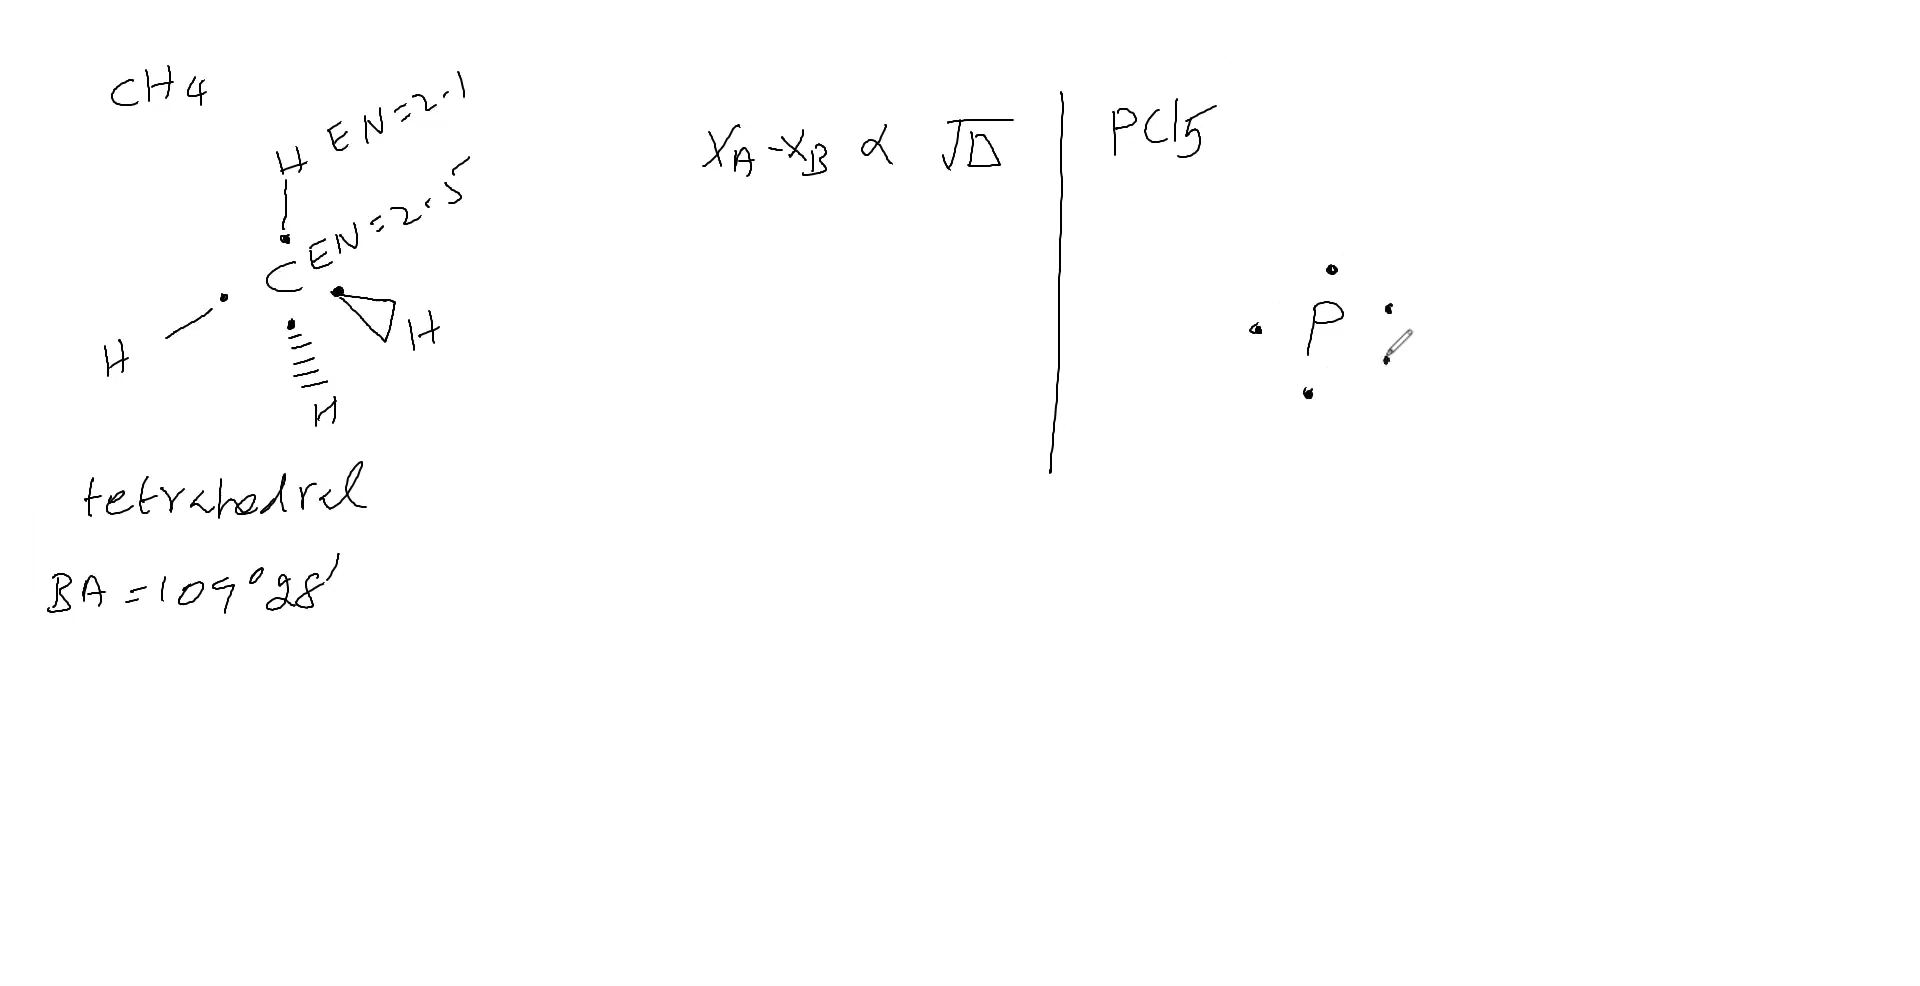 CH4
H EN=2.1
C EN=2.5
H
H
H
tetrahedral
BA=109°28'
XA-XB ∝ √Δ
PCl5
P